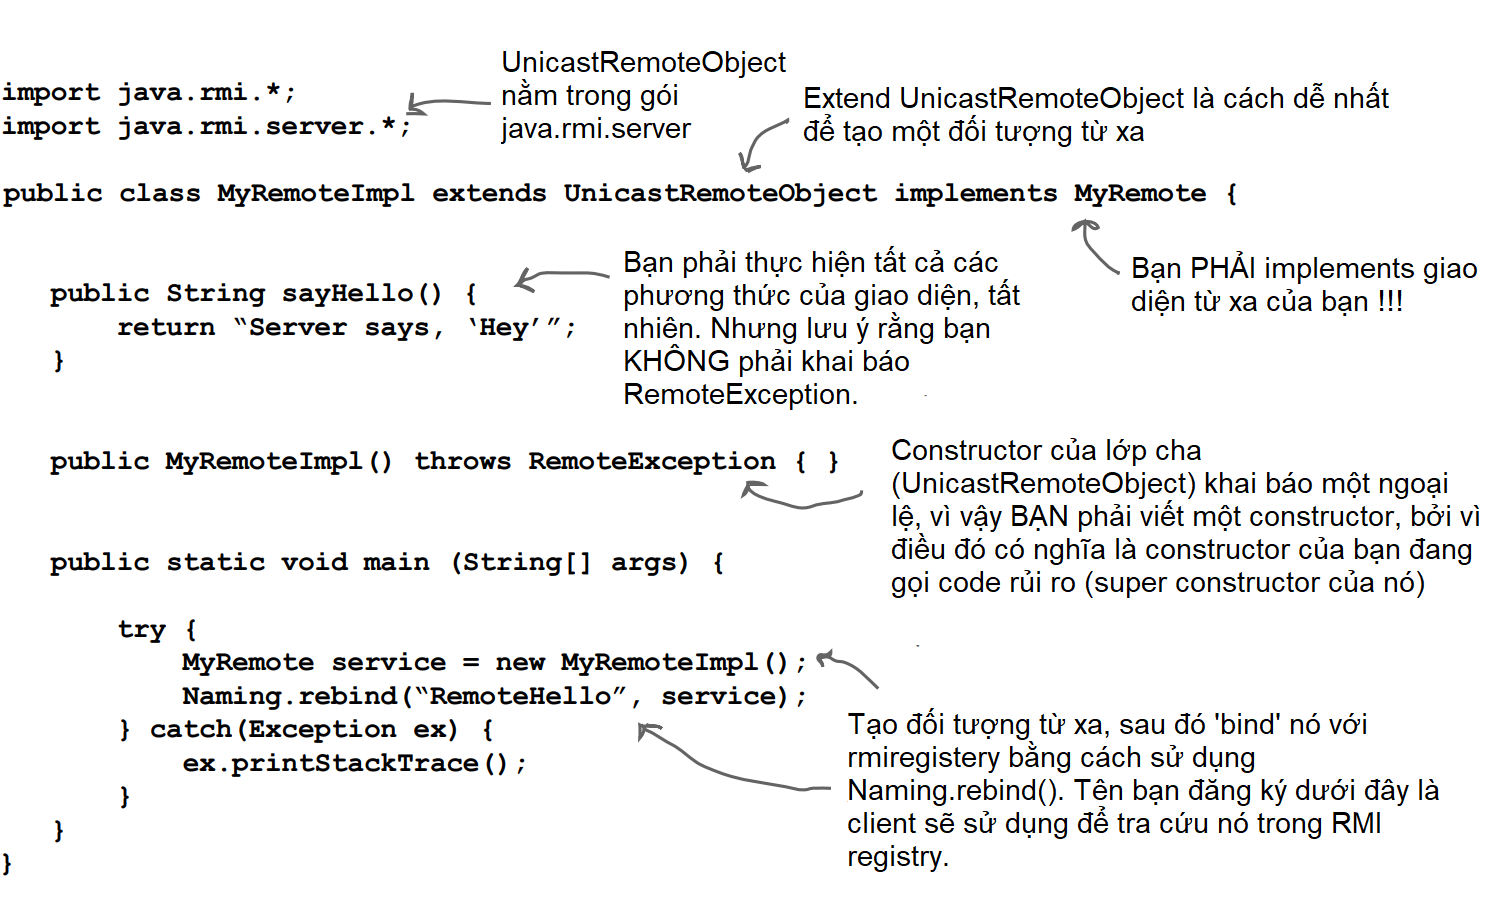 import java.rmi.*;
import java.rmi.server.*;
UnicastRemoteObject
nằm trong gói
java.rmi.server
Extend UnicastRemoteObject là cách dễ nhất
để tạo một đối tượng từ xa
public class MyRemoteImpl extends UnicastRemoteObject implements MyRemote {
Bạn PHẢI implements giao
diện từ xa của bạn !!!
public String sayHello() {
return “Server says, ‘Hey’”;
}
Bạn phải thực hiện tất cả các
phương thức của giao diện, tất
nhiên. Nhưng lưu ý rằng bạn
KHÔNG phải khai báo
RemoteException.
public MyRemoteImpl() throws RemoteException { }
Constructor của lớp cha
(UnicastRemoteObject) khai báo một ngoại
lệ, vì vậy BẠN phải viết một constructor, bởi vì
điều đó có nghĩa là constructor của bạn đang
gọi code rủi ro (super constructor của nó)
public static void main (String[] args) {
try {
MyRemote service = new MyRemoteImpl();
Naming.rebind(“RemoteHello”, service);
} catch(Exception ex) {
ex.printStackTrace();
}
}
}
Tạo đối tượng từ xa, sau đó 'bind' nó với
rmiregistery bằng cách sử dụng
Naming.rebind(). Tên bạn đăng ký dưới đây là
client sẽ sử dụng để tra cứu nó trong RMI
registry.